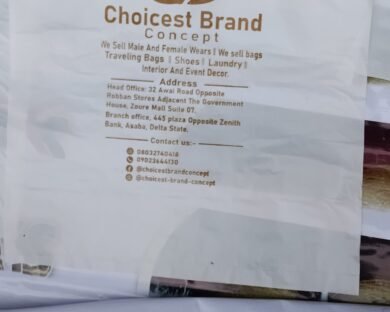 Choicest Brand
Concept
We Sell Male And Female Wears || We sell bags
Traveling Bags || Shoes || Laundry ||
Interior And Event Decor.
Address
Head Office: 32 Awai Road Opposite
Robban Stores Adjacent The Government
House, Zoure Mall Suite 07.
Branch office, 445 plaza Opposite Zenith
Bank, Asaba, Delta State.
Contact us:-
08032740418
09023644130
@choicestbrandconcept
@choicest-brand-concept